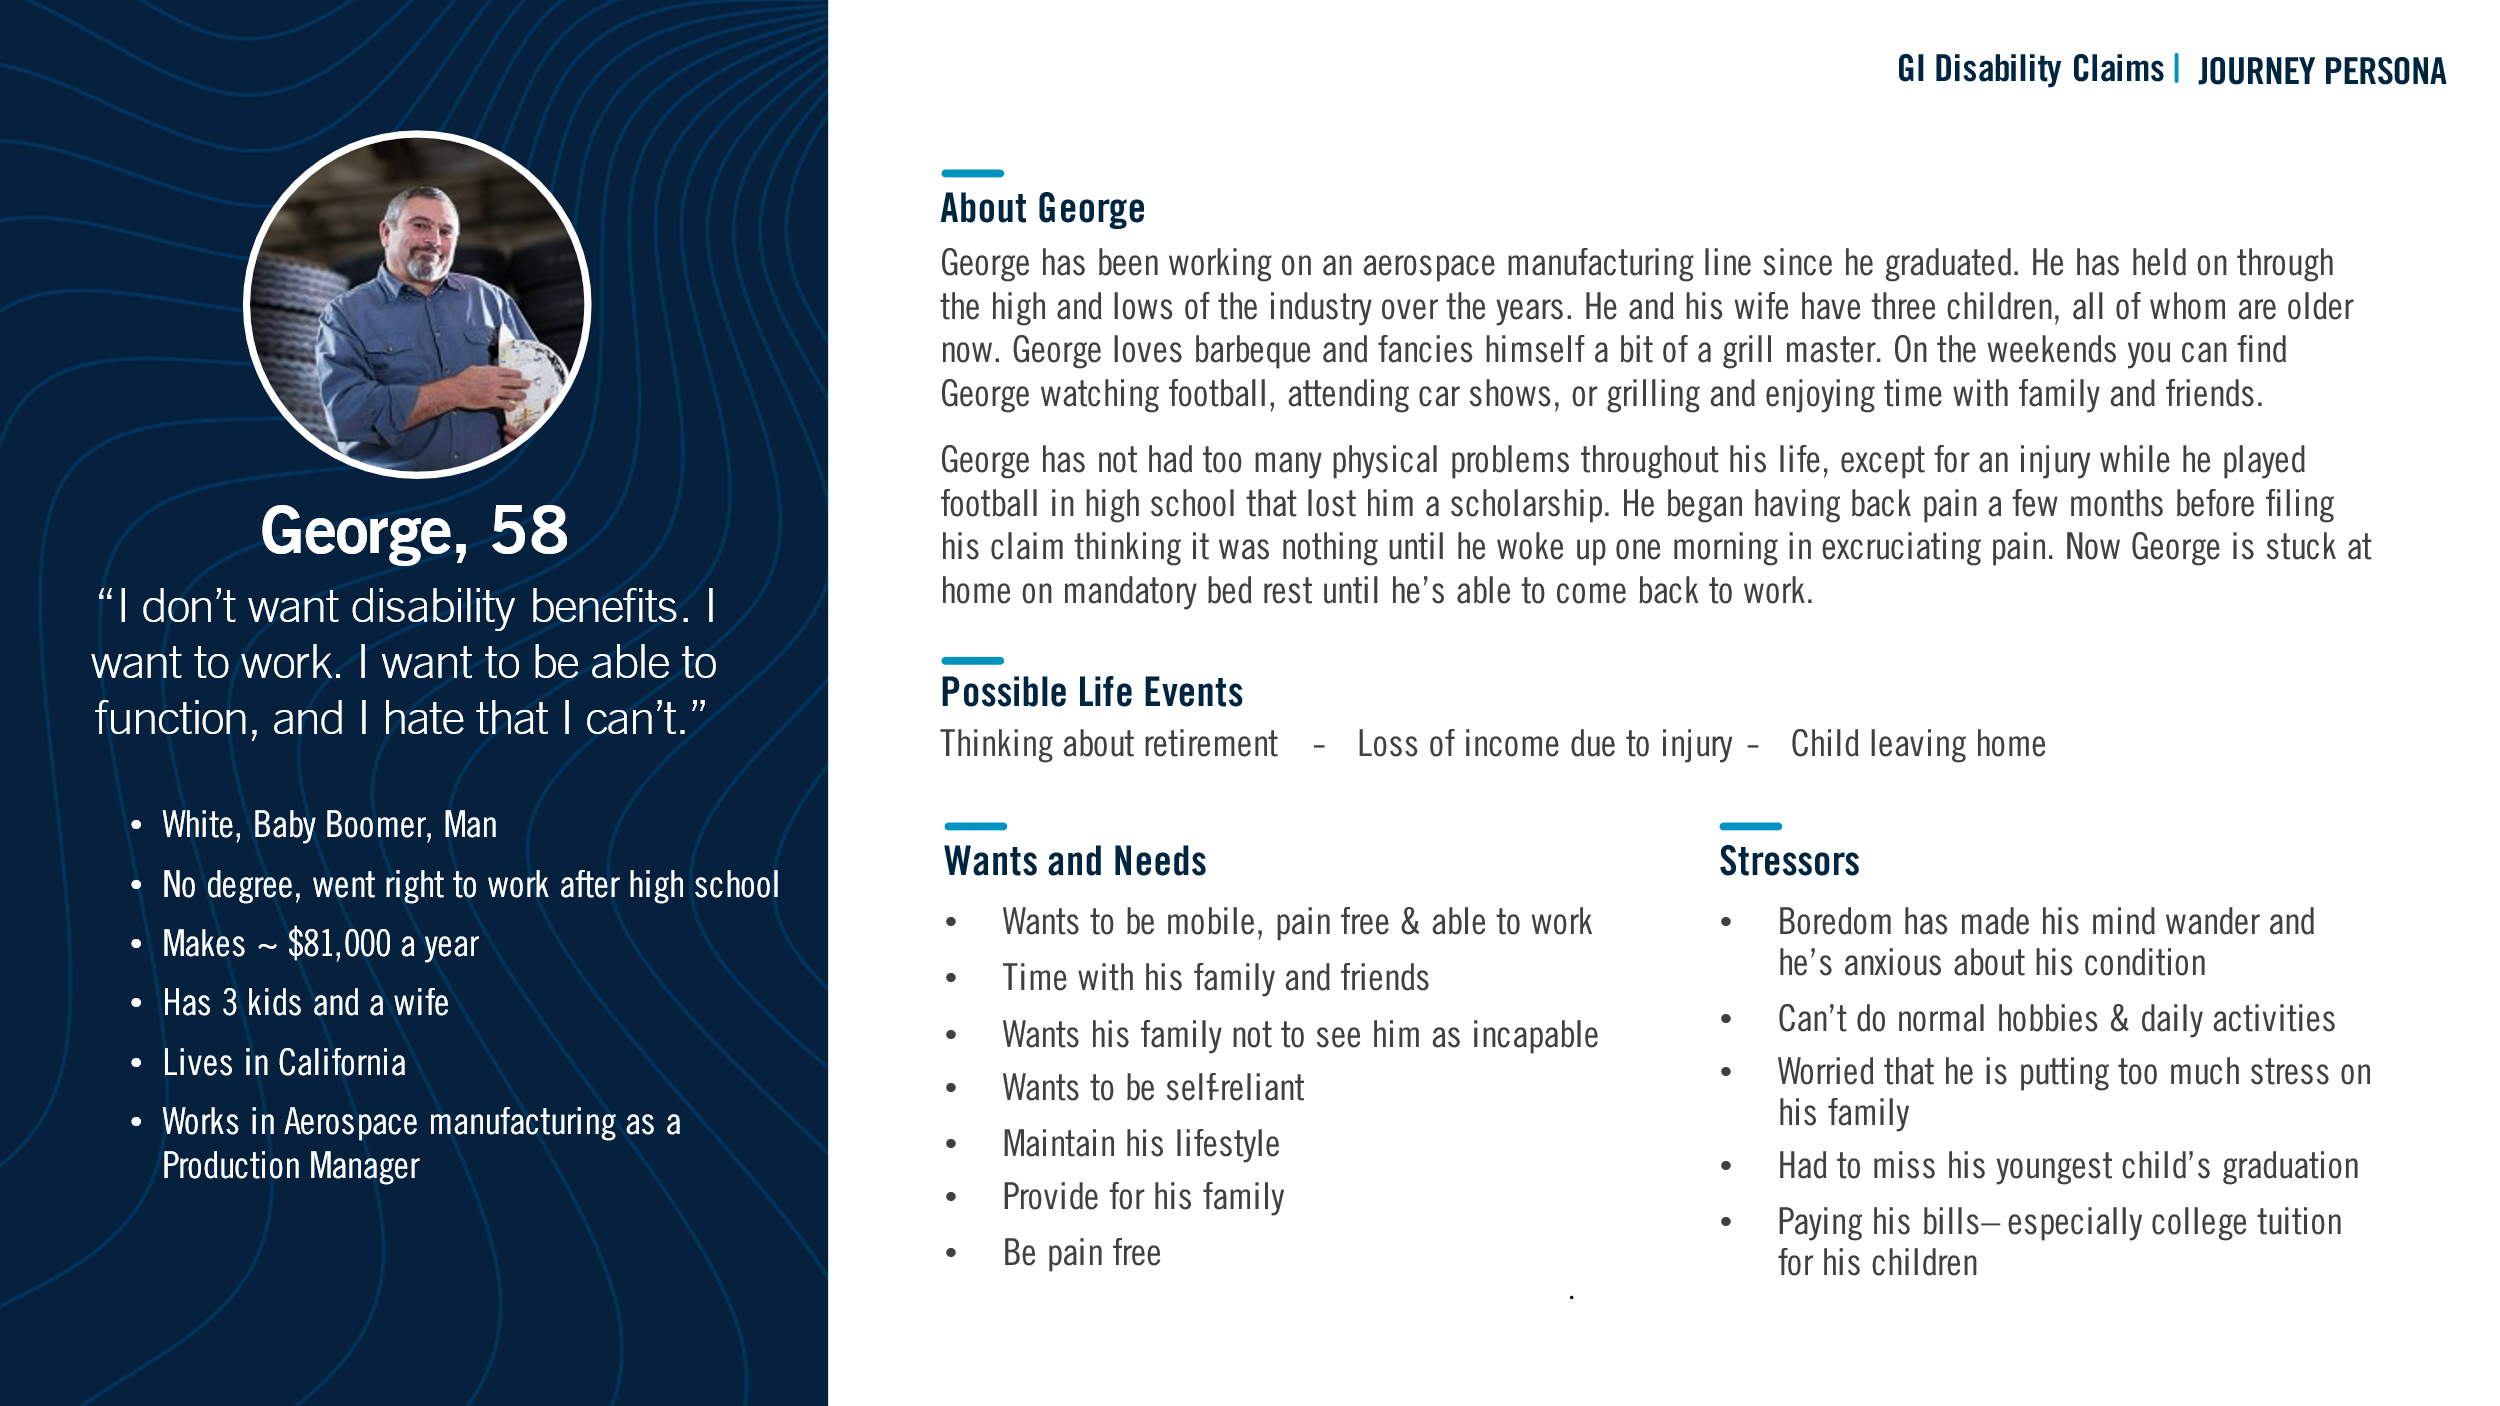 GI Disability Claims | JOURNEY PERSONA
George, 58
“I don’t want disability benefits. I
want to work. I want to be able to
function, and I hate that I can’t.”
• White, Baby Boomer, Man
• No degree, went right to work after high school
• Makes ~ $81,000 a year
• Has 3 kids and a wife
• Lives in California
• Works in Aerospace manufacturing as a
Production Manager
About George
George has been working on an aerospace manufacturing line since he graduated. He has held on through
the high and lows of the industry over the years. He and his wife have three children, all of whom are older
now. George loves barbeque and fancies himself a bit of a grill master. On the weekends you can find
George watching football, attending car shows, or grilling and enjoying time with family and friends.
George has not had too many physical problems throughout his life, except for an injury while he played
football in high school that lost him a scholarship. He began having back pain a few months before filing
his claim thinking it was nothing until he woke up one morning in excruciating pain. Now George is stuck at
home on mandatory bed rest until he’s able to come back to work.
Possible Life Events
Thinking about retirement - Loss of income due to injury - Child leaving home
Wants and Needs
• Wants to be mobile, pain free & able to work
• Time with his family and friends
• Wants his family not to see him as incapable
• Wants to be self-reliant
• Maintain his lifestyle
• Provide for his family
• Be pain free
.
Stressors
• Boredom has made his mind wander and
he’s anxious about his condition
• Can’t do normal hobbies & daily activities
• Worried that he is putting too much stress on
his family
• Had to miss his youngest child’s graduation
• Paying his bills– especially college tuition
for his children